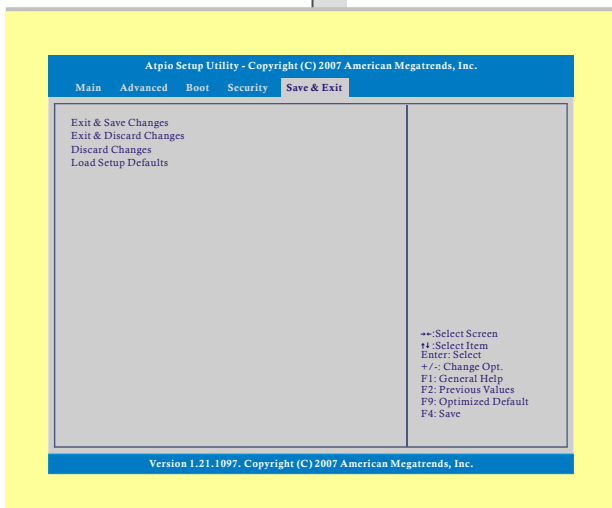 Atpio Setup Utility - Copyright (C) 2007 American Megatrends, Inc.
Main Advanced Boot Security Save & Exit
Exit & Save Changes
Exit & Discard Changes
Discard Changes
Load Setup Defaults
→←:Select Screen
↑↓:Select Item
Enter: Select
+/-: Change Opt.
F1: General Help
F2: Previous Values
F9: Optimized Default
F4: Save
Version 1.21.1097. Copyright (C) 2007 American Megatrends, Inc.